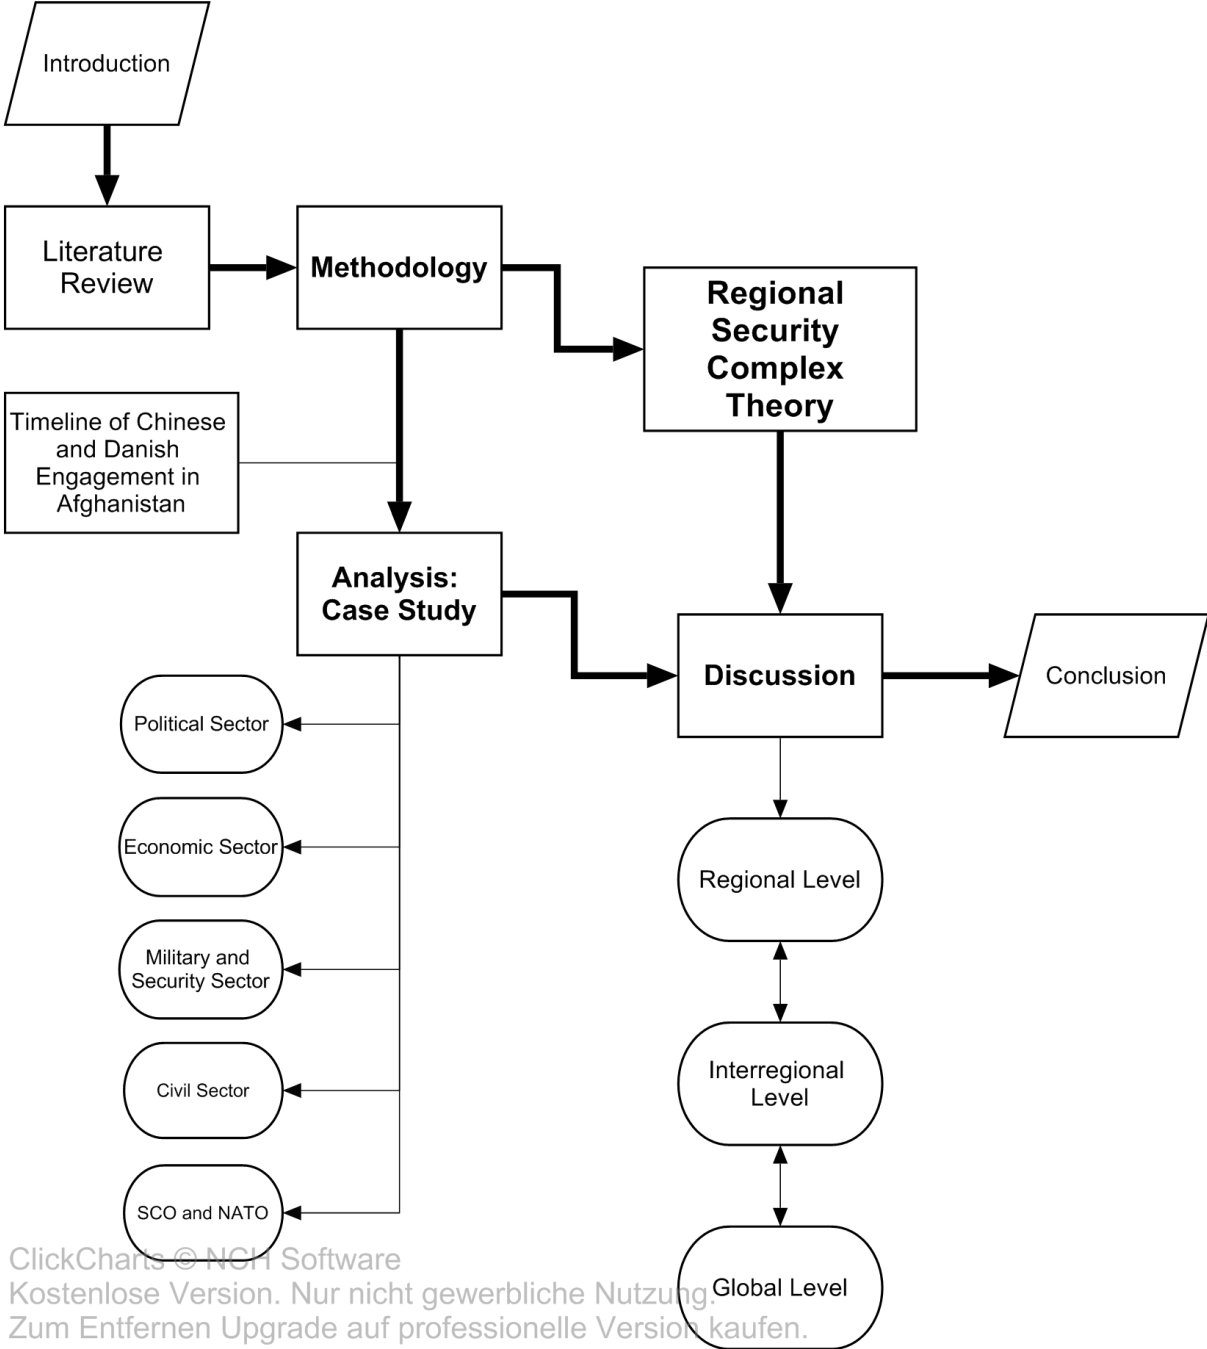 Introduction
Literature
Review
Methodology
Regional
Security
Complex
Theory
Timeline of Chinese
and Danish
Engagement in
Afghanistan
Analysis:
Case Study
Discussion
Conclusion
Political Sector
Economic Sector
Military and
Security Sector
Civil Sector
SCO and NATO
Regional Level
Interregional
Level
Global Level
ClickCharts © NCH Software
Kostenlose Version. Nur nicht gewerbliche Nutzung.
Zum Entfernen Upgrade auf professionelle Version kaufen.